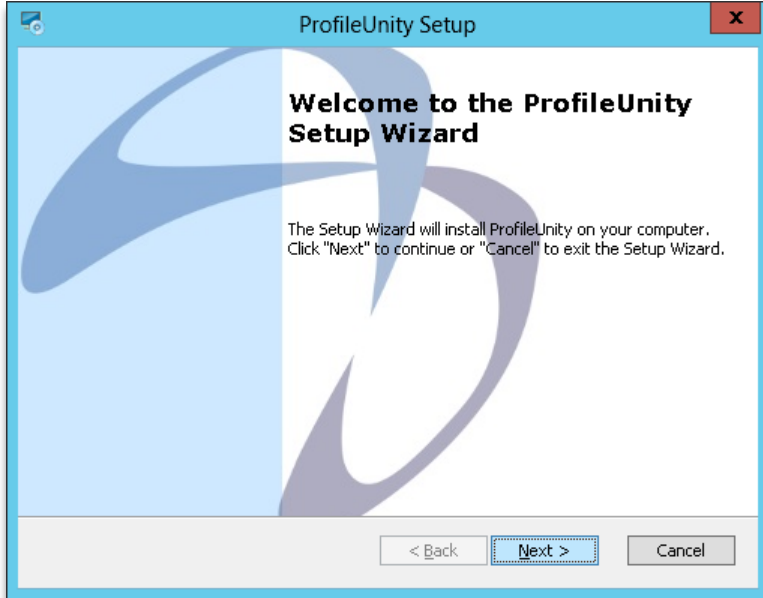 ProfileUnity Setup
x
Welcome to the ProfileUnity
Setup Wizard
The Setup Wizard will install ProfileUnity on your computer.
Click "Next" to continue or "Cancel" to exit the Setup Wizard.
< Back
Next >
Cancel